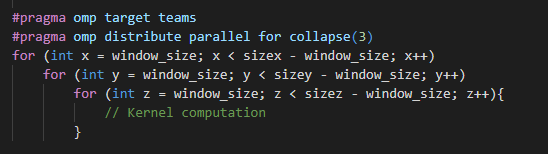 #pragma omp target teams
#pragma omp distribute parallel for collapse(3)
for (int x = window_size; x < sizex - window_size; x++)
    for (int y = window_size; y < sizey - window_size; y++)
        for (int z = window_size; z < sizez - window_size; z++){
            // Kernel computation
        }